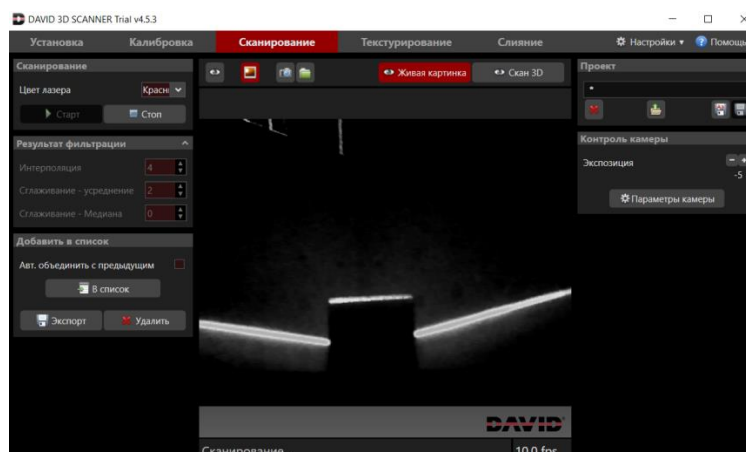 DAVID 3D SCANNER Trial v4.5.3
Установка Калибровка Сканирование Текстурирование Слияние Настройки Помощь
Сканирование
Цвет лазера Красн
Старт Стоп
Результат фильтрации
Интерполяция 4
Сглаживание - усреднение 2
Сглаживание - Медиана 0
Добавить в список
Авт. объединить с предыдущим
В список
Экспорт Удалить
Живая картинка Скан 3D
DAVID
Сканирование 10.0 fps
Проект
*
Контроль камеры
Экспозиция
-5
Параметры камеры